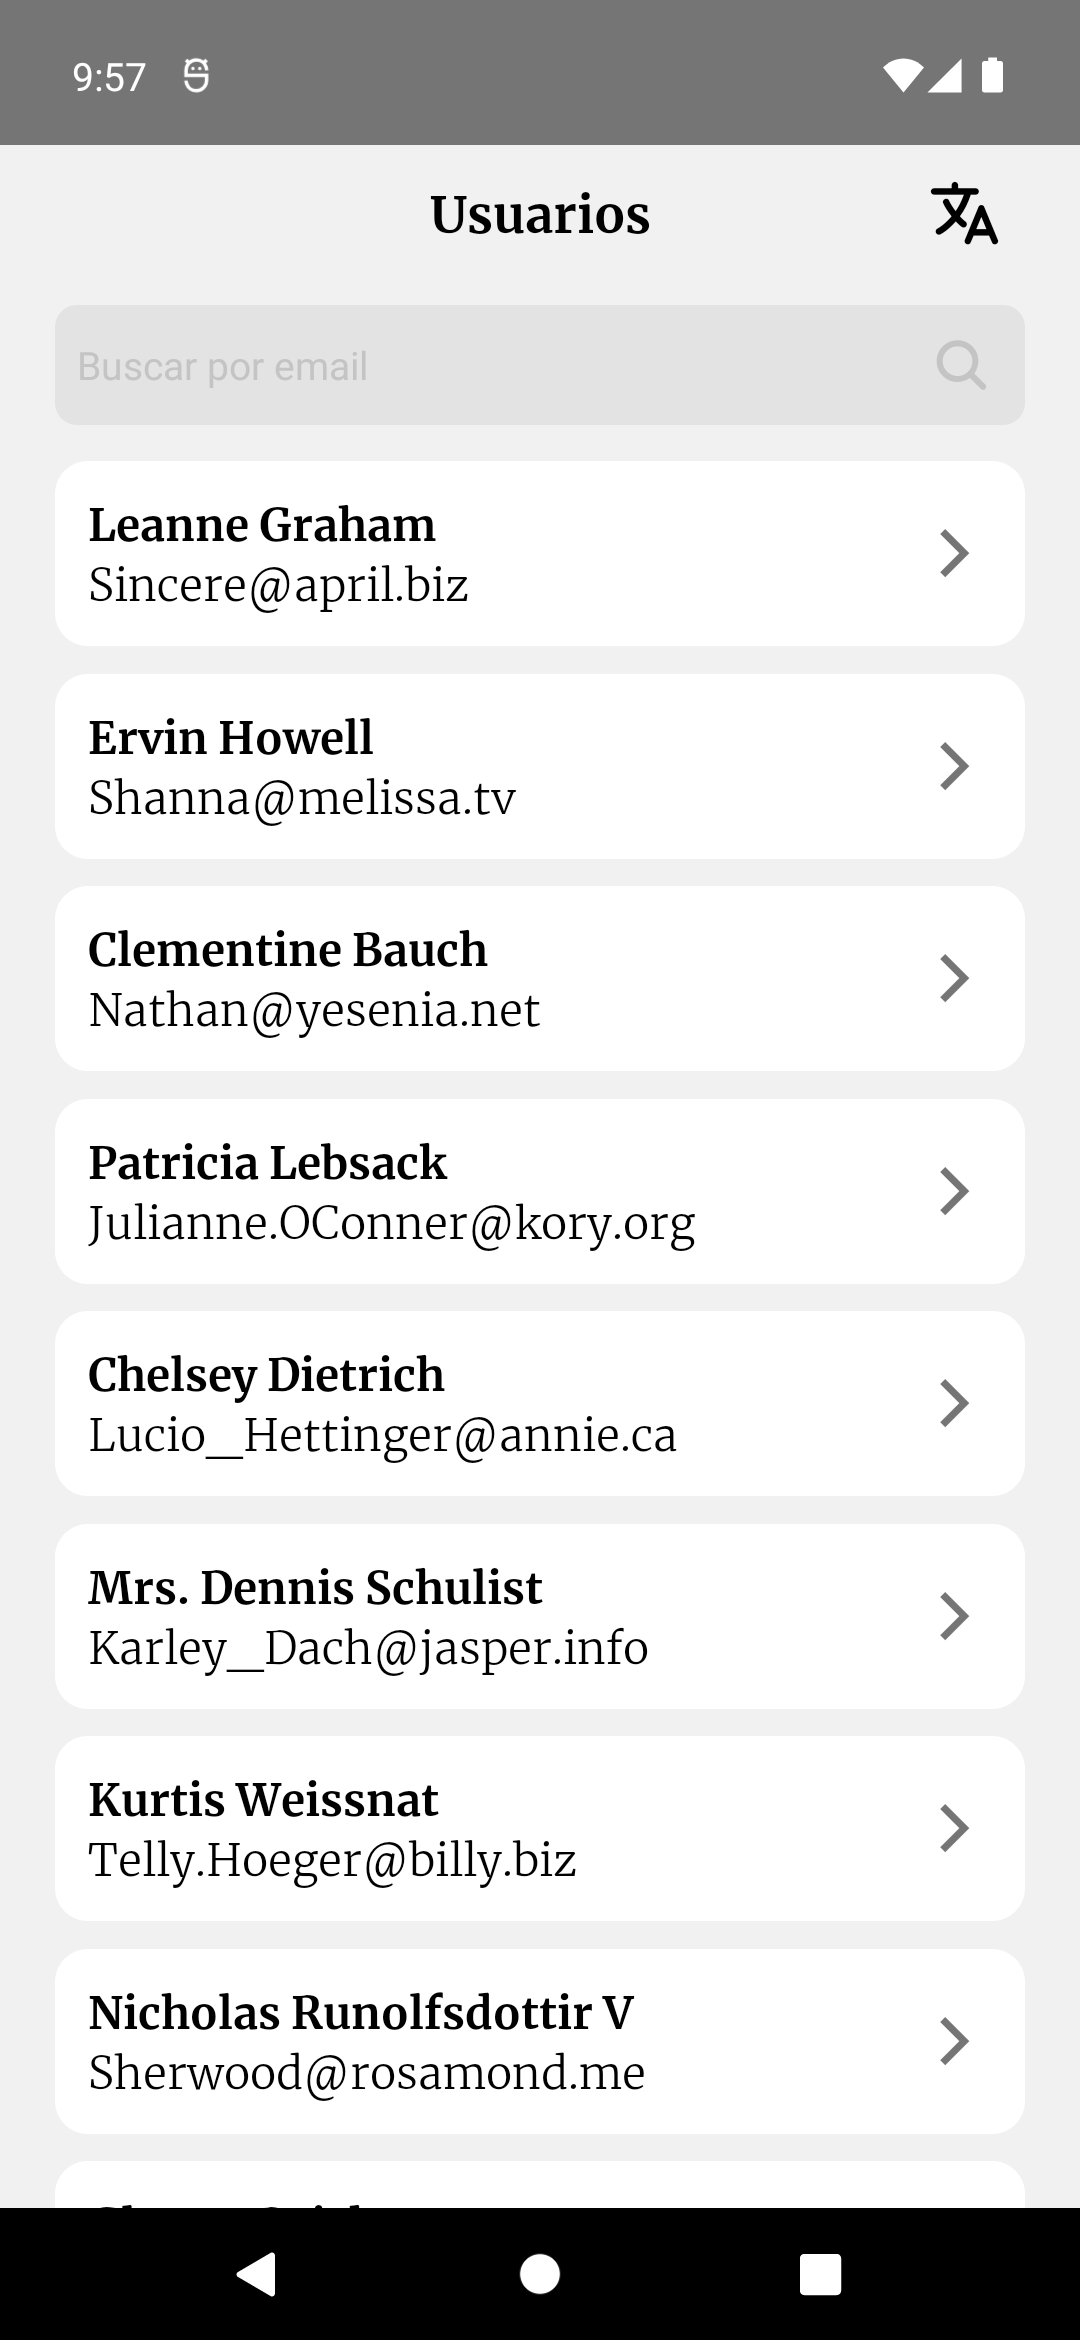 9:57
Usuarios
Buscar por email
Leanne Graham
Sincere@april.biz
Ervin Howell
Shanna@melissa.tv
Clementine Bauch
Nathan@yesenia.net
Patricia Lebsack
Julianne.OConner@kory.org
Chelsey Dietrich
Lucio_Hettinger@annie.ca
Mrs. Dennis Schulist
Karley_Dach@jasper.info
Kurtis Weissnat
Telly.Hoeger@billy.biz
Nicholas Runolfsdottir V
Sherwood@rosamond.me